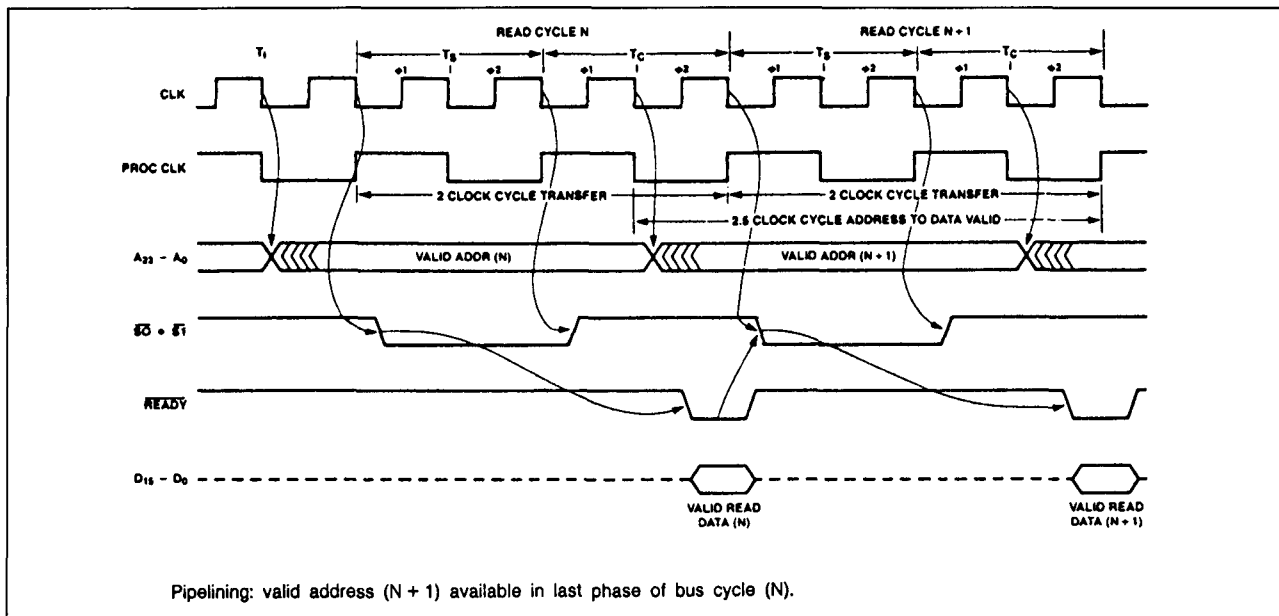 READ CYCLE N READ CYCLE N + 1
Ti TS TC TS TC
φ1 φ2 φ1 φ2 φ1 φ2 φ1 φ2
CLK
PROC CLK
2 CLOCK CYCLE TRANSFER 2 CLOCK CYCLE TRANSFER
2.5 CLOCK CYCLE ADDRESS TO DATA VALID
A23 – A0 VALID ADDR (N) VALID ADDR (N + 1)
S0 • S1
READY
D15 – D0
VALID READ
DATA (N)
VALID READ
DATA (N + 1)
Pipelining: valid address (N + 1) available in last phase of bus cycle (N).